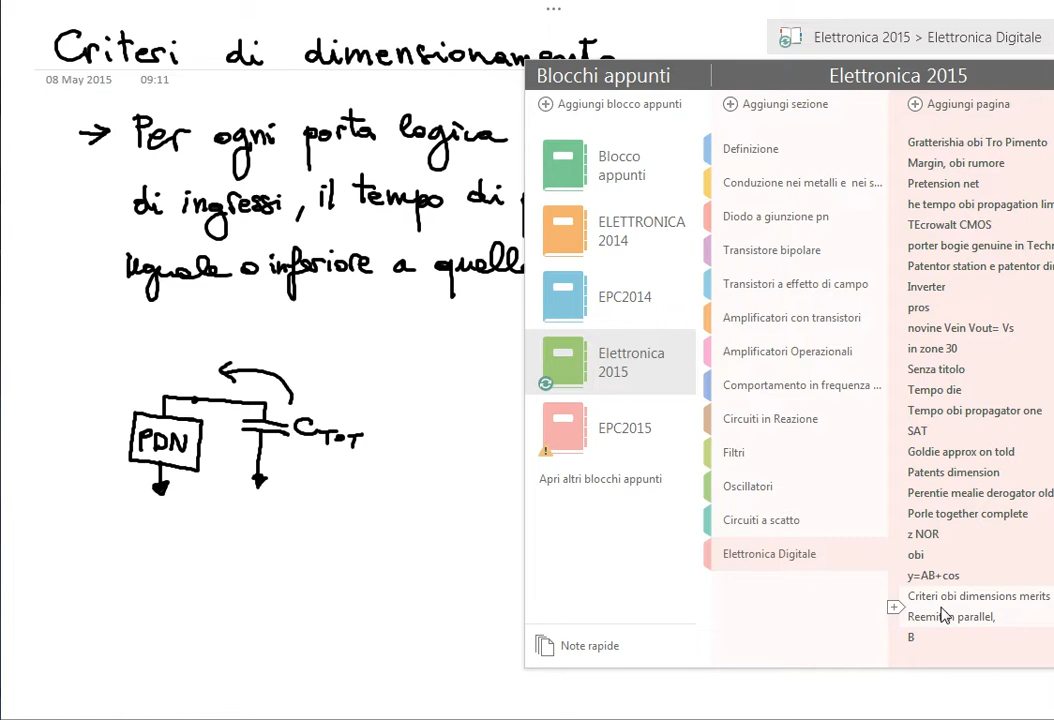 Criteri di dimensionamento
08 May 2015 09:11
→ Per ogni porta logica
di ingressi, il tempo di
uguale o inferiore a quello
PDN
CTOT
Elettronica 2015 > Elettronica Digitale
Blocchi appunti
Aggiungi blocco appunti
Blocco
appunti
ELETTRONICA
2014
EPC2014
Elettronica
2015
EPC2015
Apri altri blocchi appunti
Note rapide
Elettronica 2015
Aggiungi sezione
Definizione
Conduzione nei metalli e nei s...
Diodo a giunzione pn
Transistore bipolare
Transistori a effetto di campo
Amplificatori con transistori
Amplificatori Operazionali
Comportamento in frequenza ...
Circuiti in Reazione
Filtri
Oscillatori
Circuiti a scatto
Elettronica Digitale
Aggiungi pagina
Gratterishia obi Tro Pimento
Margin, obi rumore
Pretension net
he tempo obi propagation lim
TEcrowalt CMOS
porter bogie genuine in Techn
Patentor station e patentor di
Inverter
pros
novine Vein Vout= Vs
in zone 30
Senza titolo
Tempo die
Tempo obi propagator one
SAT
Goldie approx on told
Patents dimension
Perentie mealie derogator old
Porle together complete
z NOR
obi
y=AB+cos
Criteri obi dimensions merits
parallel,
B